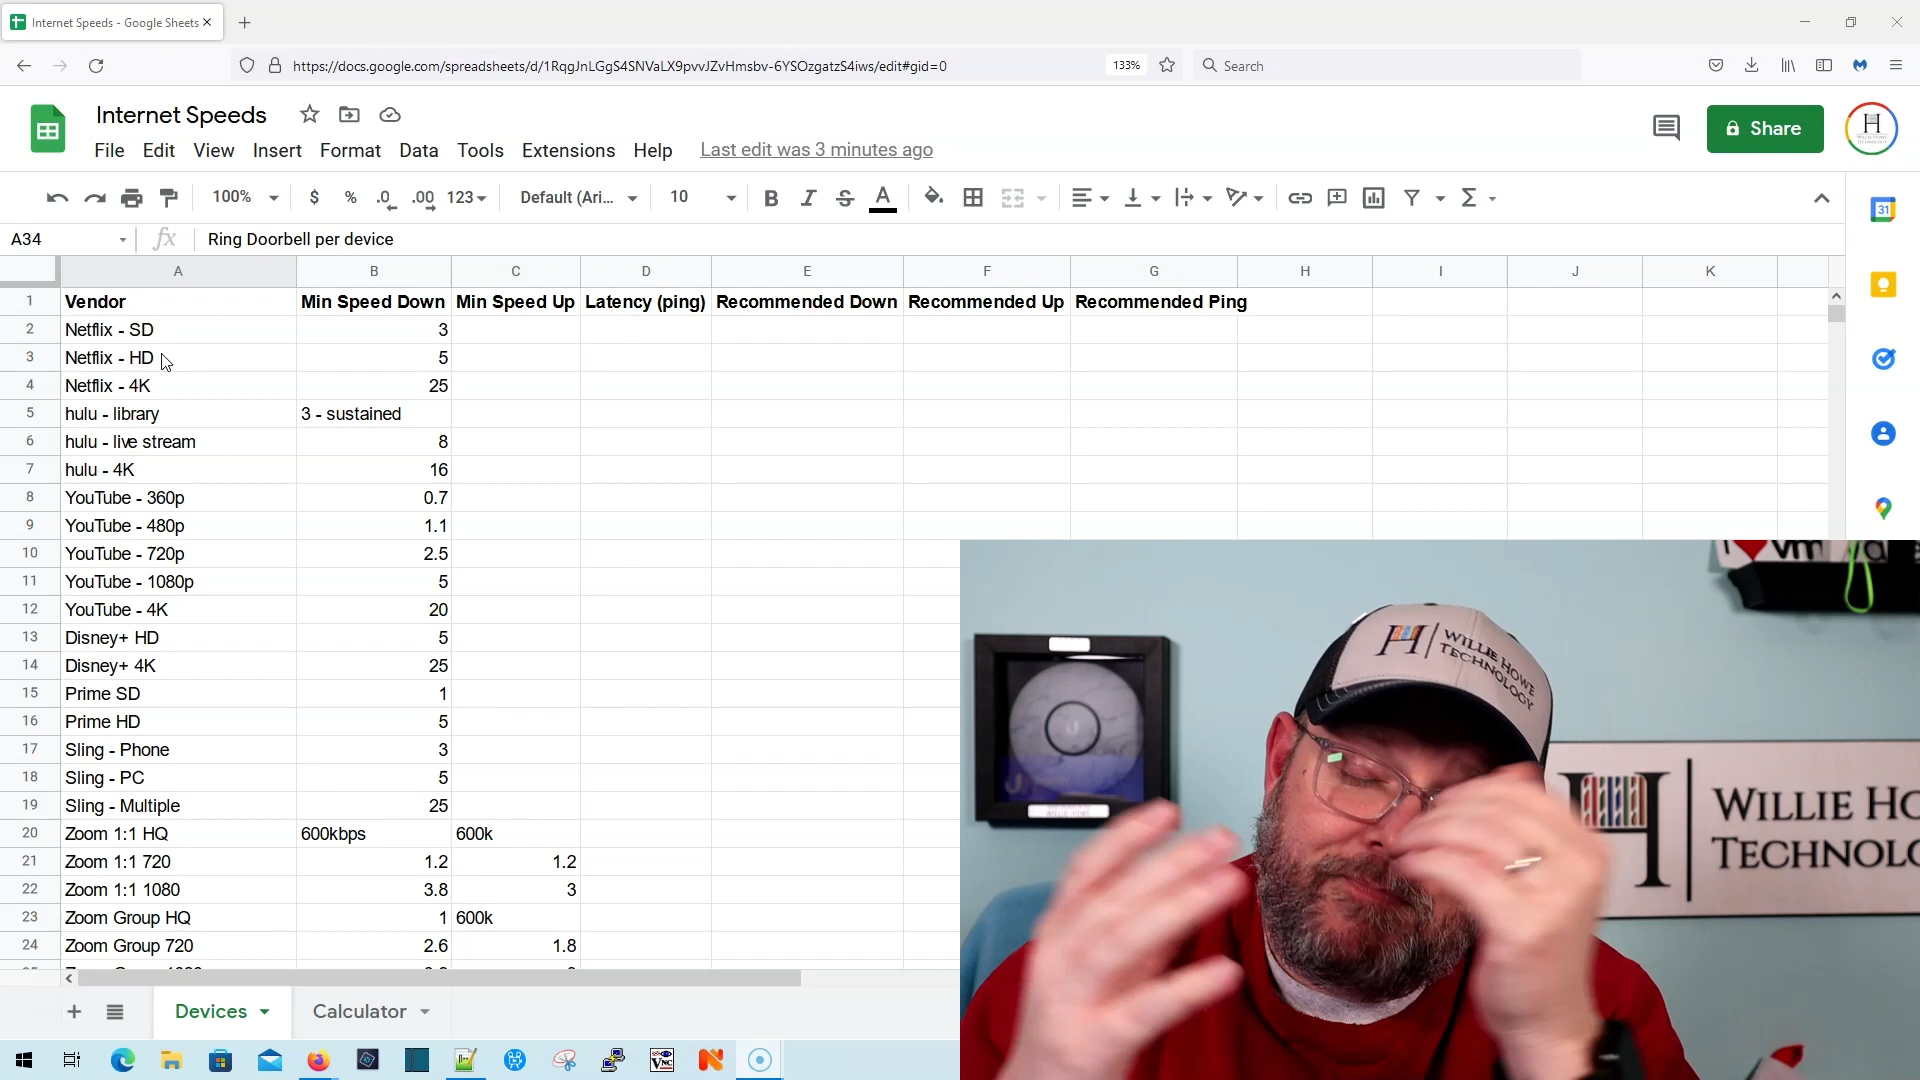 Internet Speeds - Google Sheets
https://docs.google.com/spreadsheets/d/1RqgJnLGgS4SNVaLX9pvvJZvHmsbv-6YSOzgatzS4iws/edit#gid=0
133%
Search
Internet Speeds
Share
H
File Edit View Insert Format Data Tools Extensions Help Last edit was 3 minutes ago
100% $ % .0 .00 123 Default (Ari... 10 B I S A
31
A34 fx Ring Doorbell per device
A B C D E F G H I J K
1 Vendor Min Speed Down Min Speed Up Latency (ping) Recommended Down Recommended Up Recommended Ping
2 Netflix - SD 3
3 Netflix - HD 5
4 Netflix - 4K 25
5 hulu - library 3 - sustained
6 hulu - live stream 8
7 hulu - 4K 16
8 YouTube - 360p 0.7
9 YouTube - 480p 1.1
10 YouTube - 720p 2.5
11 YouTube - 1080p 5
12 YouTube - 4K 20
13 Disney+ HD 5
14 Disney+ 4K 25
15 Prime SD 1
16 Prime HD 5
17 Sling - Phone 3
18 Sling - PC 5
19 Sling - Multiple 25
20 Zoom 1:1 HQ 600kbps 600k
21 Zoom 1:1 720 1.2 1.2
22 Zoom 1:1 1080 3.8 3
23 Zoom Group HQ 1 600k
24 Zoom Group 720 2.6 1.8
Devices Calculator
H WILLIE HOWE
TECHNOLOGY
H WILLIE HO
TECHNOLO
VNC